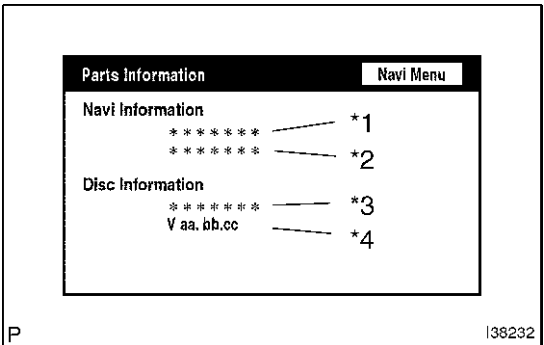 Parts Information Navi Menu
Navi Information
******* *1
******* *2
Disc Information
******* *3
V aa, bb,cc *4
P I38232